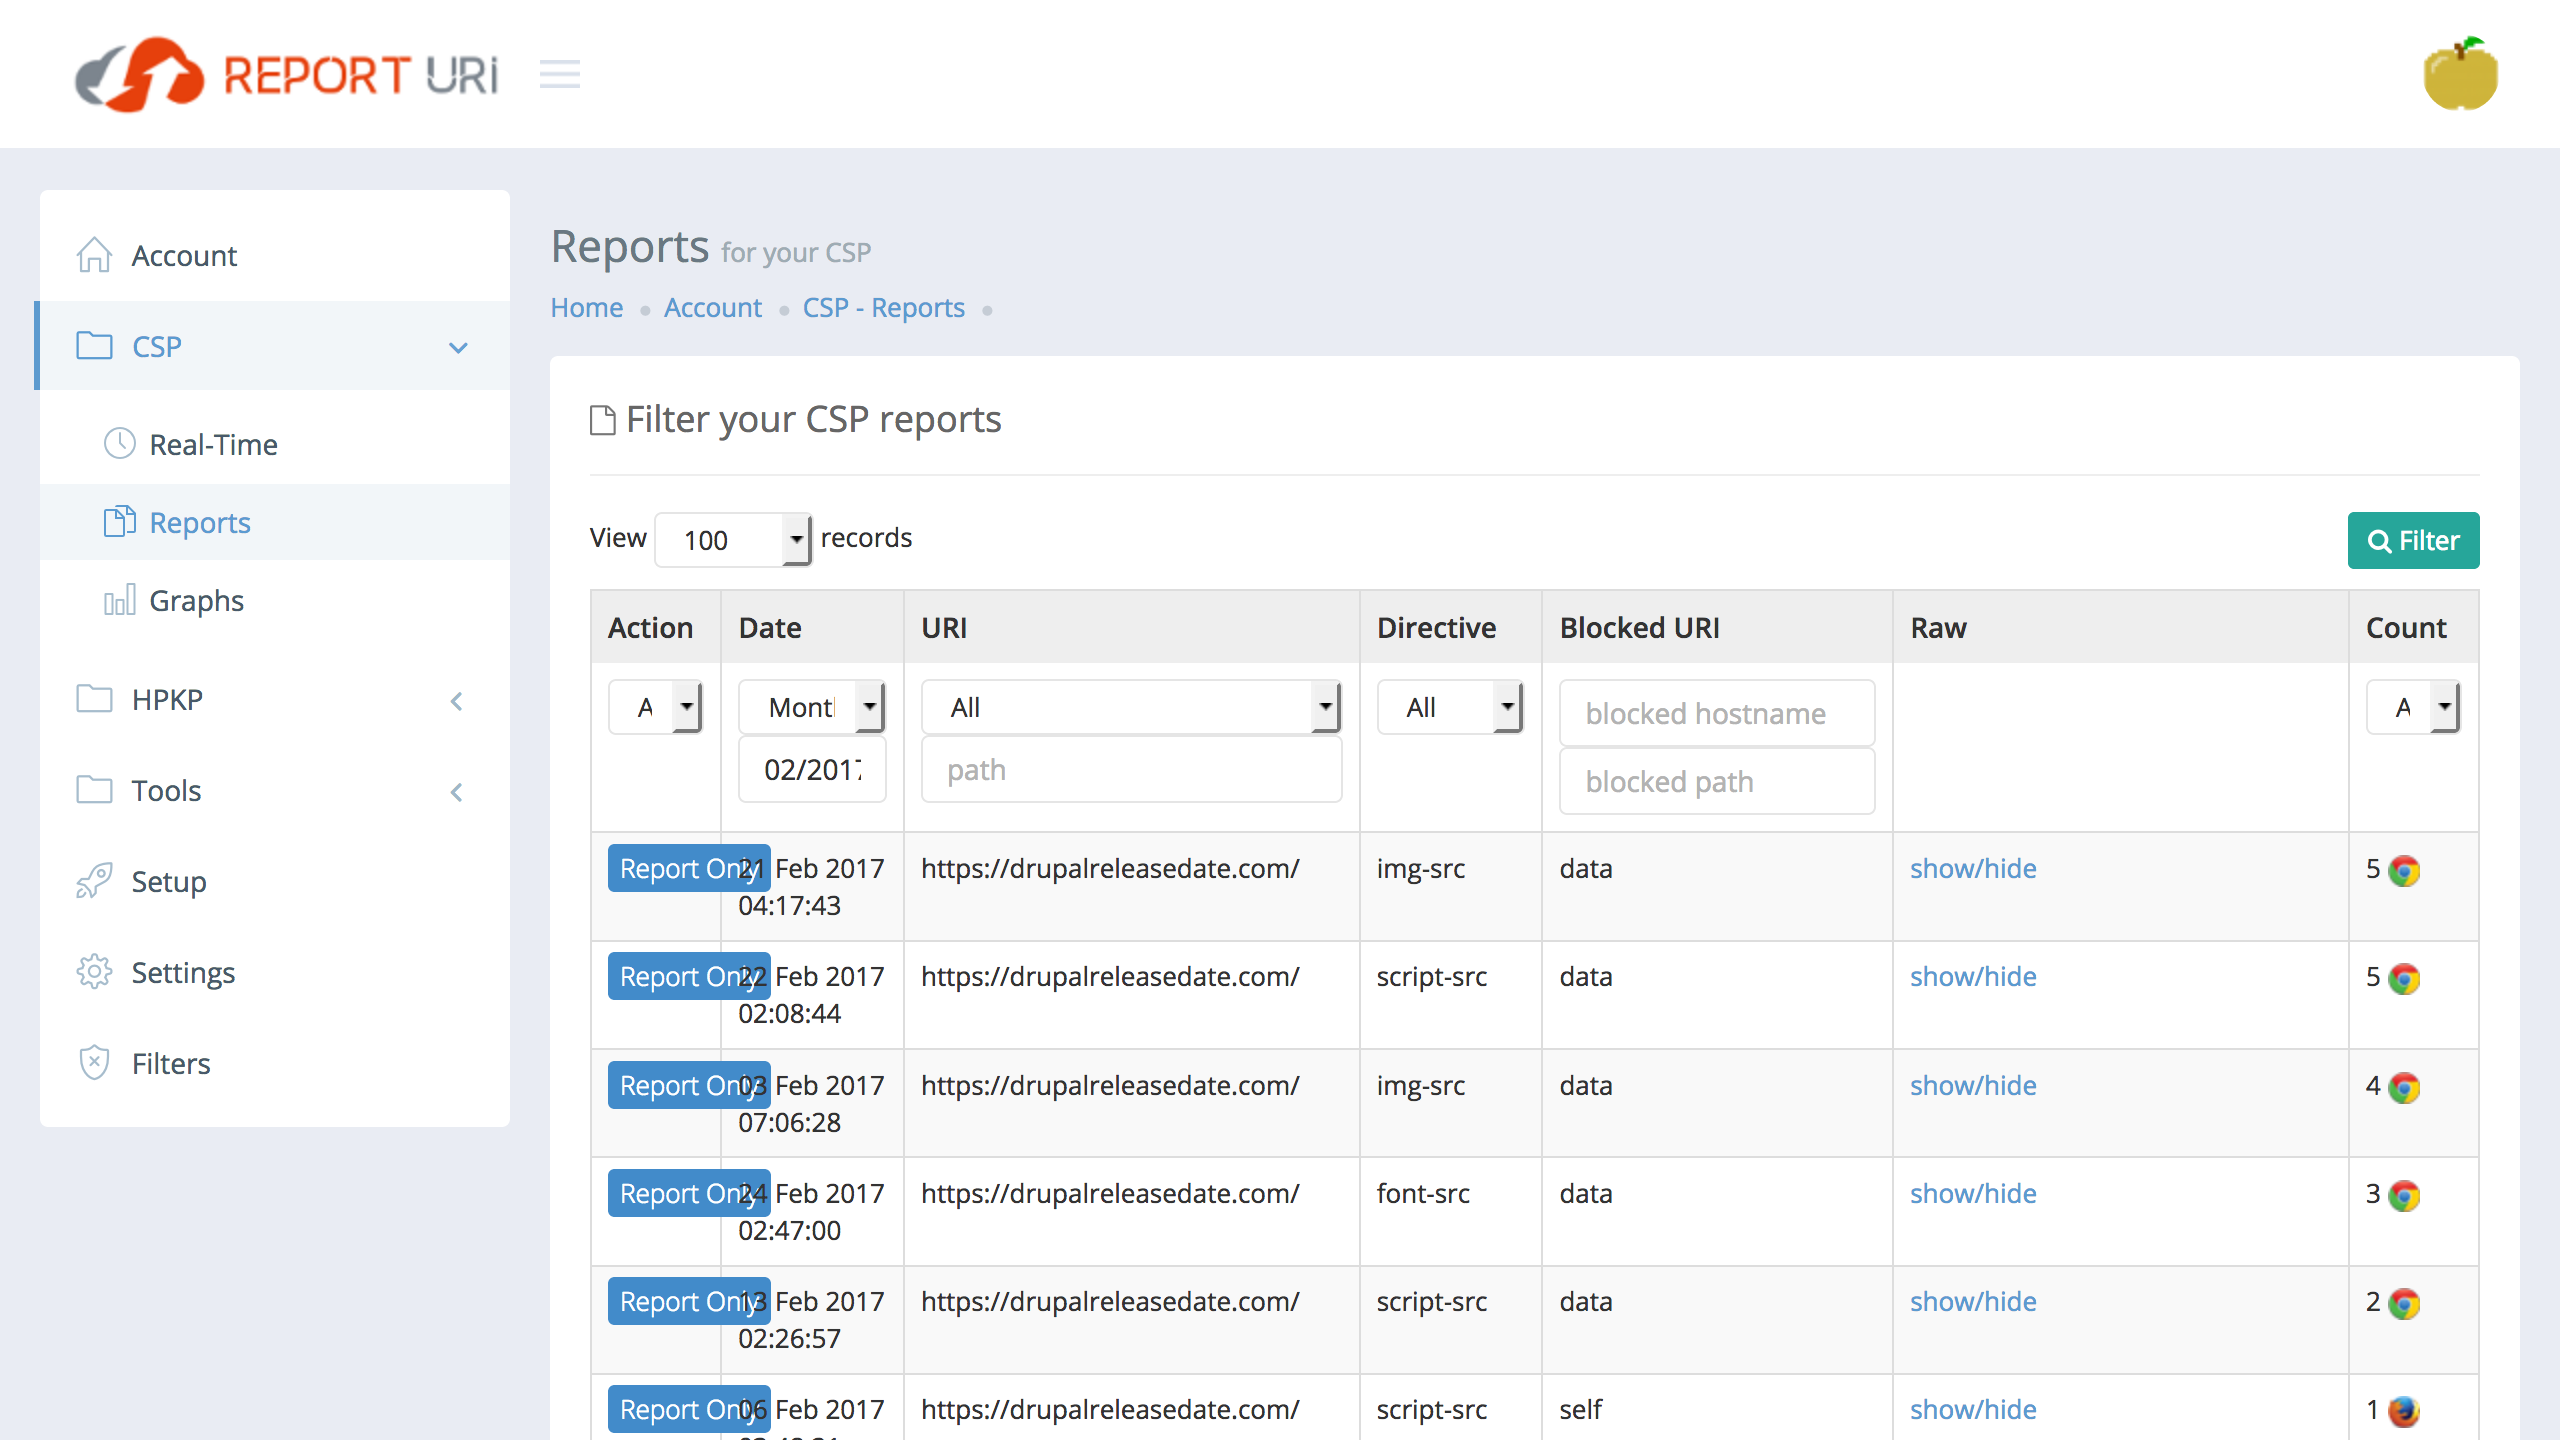 REPORT URI
Account
CSP
Real-Time
Reports
Graphs
HPKP
Tools
Setup
Settings
Filters
Reports for your CSP
Home • Account • CSP - Reports •
Filter your CSP reports
View 100 records
Filter
Action Date URI Directive Blocked URI Raw Count
A Mont All All blocked hostname A
02/2017 path blocked path
Report Only 21 Feb 2017 https://drupalreleasedate.com/ img-src data show/hide 5
04:17:43
Report Only 22 Feb 2017 https://drupalreleasedate.com/ script-src data show/hide 5
02:08:44
Report Only 03 Feb 2017 https://drupalreleasedate.com/ img-src data show/hide 4
07:06:28
Report Only 24 Feb 2017 https://drupalreleasedate.com/ font-src data show/hide 3
02:47:00
Report Only 13 Feb 2017 https://drupalreleasedate.com/ script-src data show/hide 2
02:26:57
Report Only 06 Feb 2017 https://drupalreleasedate.com/ script-src self show/hide 1